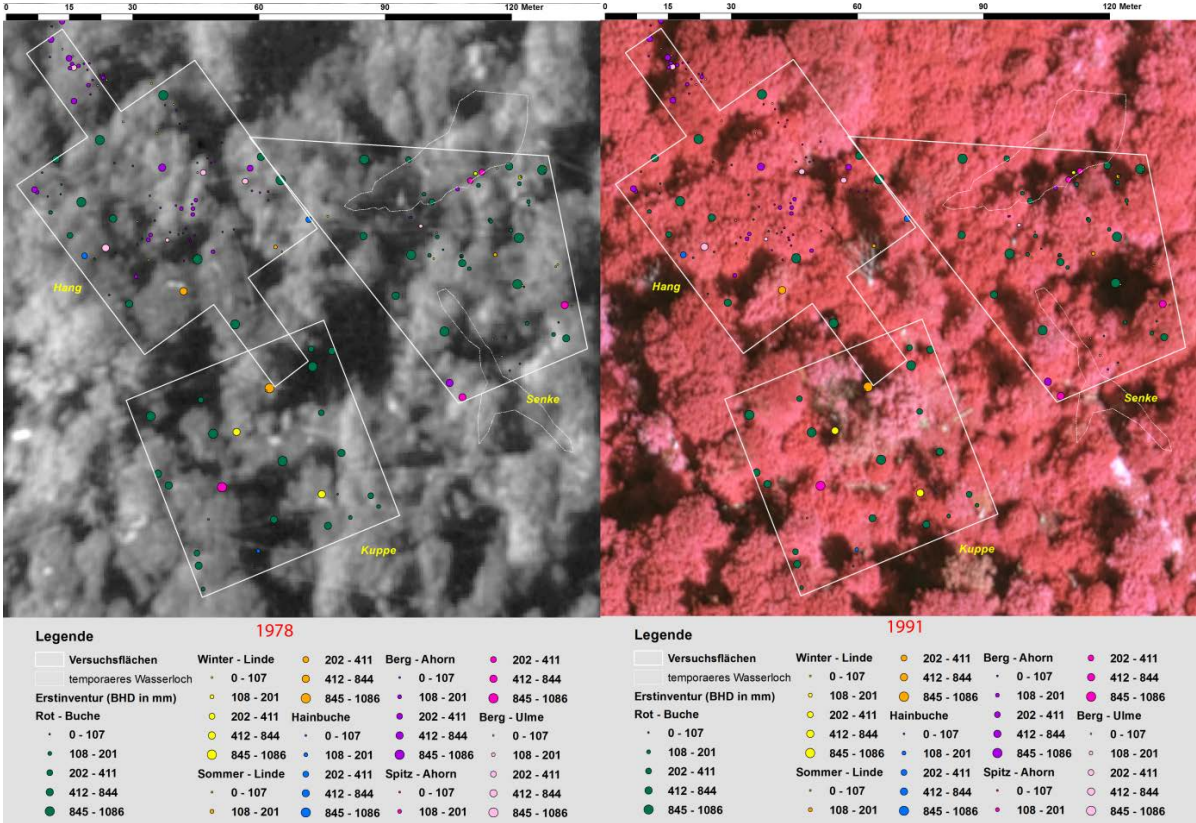 0 15 30 60 90 120 Meter
Hang
Senke
Kuppe
Legende
1978
Versuchsflächen
temporaeres Wasserloch
Erstinventur (BHD in mm)
Rot - Buche
0 - 107
108 - 201
202 - 411
412 - 844
845 - 1086
Winter - Linde
0 - 107
108 - 201
202 - 411
412 - 844
845 - 1086
Sommer - Linde
0 - 107
108 - 201
202 - 411
412 - 844
845 - 1086
Hainbuche
0 - 107
108 - 201
202 - 411
412 - 844
845 - 1086
Berg - Ahorn
0 - 107
108 - 201
202 - 411
412 - 844
845 - 1086
Spitz - Ahorn
0 - 107
108 - 201
202 - 411
412 - 844
845 - 1086
Berg - Ulme
0 - 107
108 - 201
202 - 411
412 - 844
845 - 1086
0 15 30 60 90 120 Meter
Hang
Senke
Kuppe
Legende
1991
Versuchsflächen
temporaeres Wasserloch
Erstinventur (BHD in mm)
Rot - Buche
0 - 107
108 - 201
202 - 411
412 - 844
845 - 1086
Winter - Linde
0 - 107
108 - 201
202 - 411
412 - 844
845 - 1086
Sommer - Linde
0 - 107
108 - 201
202 - 411
412 - 844
845 - 1086
Hainbuche
0 - 107
108 - 201
202 - 411
412 - 844
845 - 1086
Berg - Ahorn
0 - 107
108 - 201
202 - 411
412 - 844
845 - 1086
Spitz - Ahorn
0 - 107
108 - 201
202 - 411
412 - 844
845 - 1086
Berg - Ulme
0 - 107
108 - 201
202 - 411
412 - 844
845 - 1086